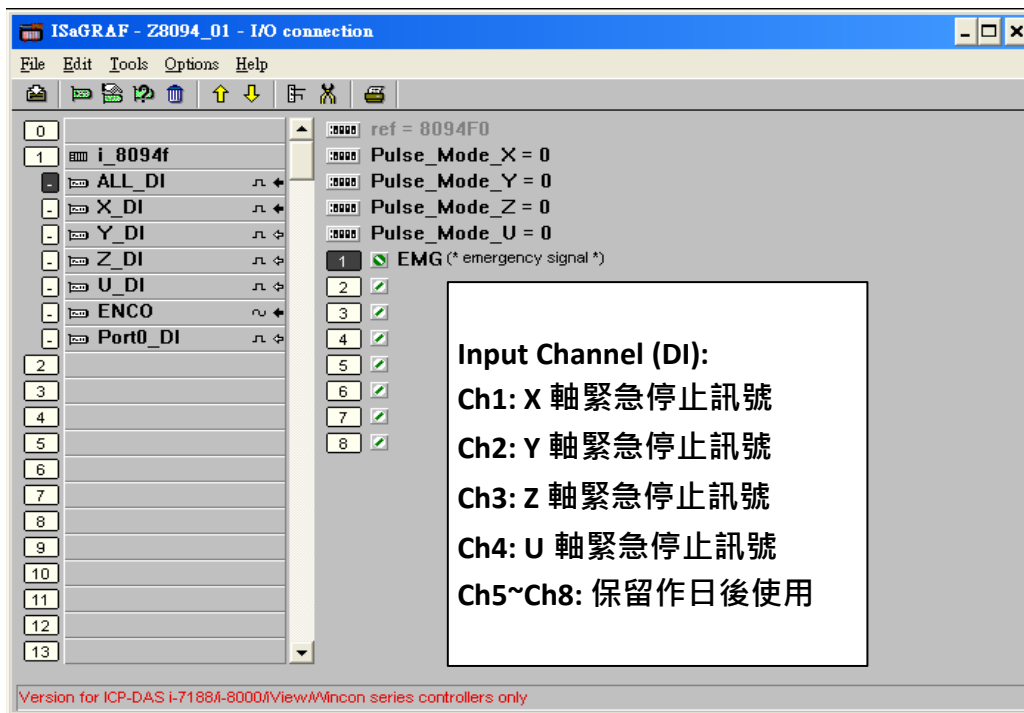 ISaGRAF - Z8094_01 - I/O connection
File Edit Tools Options Help
0
1 i_8094f
- ALL_DI
- X_DI
- Y_DI
- Z_DI
- U_DI
- ENCO
- Port0_DI
2
3
4
5
6
7
8
9
10
11
12
13
ref = 8094F0
Pulse_Mode_X = 0
Pulse_Mode_Y = 0
Pulse_Mode_Z = 0
Pulse_Mode_U = 0
1 EMG (* emergency signal *)
2
3
4
5
6
7
8
Input Channel (DI):
Ch1: X 軸緊急停止訊號
Ch2: Y 軸緊急停止訊號
Ch3: Z 軸緊急停止訊號
Ch4: U 軸緊急停止訊號
Ch5~Ch8: 保留作日後使用
Version for ICP-DAS i-7188/i-8000/iView/Wincon series controllers only